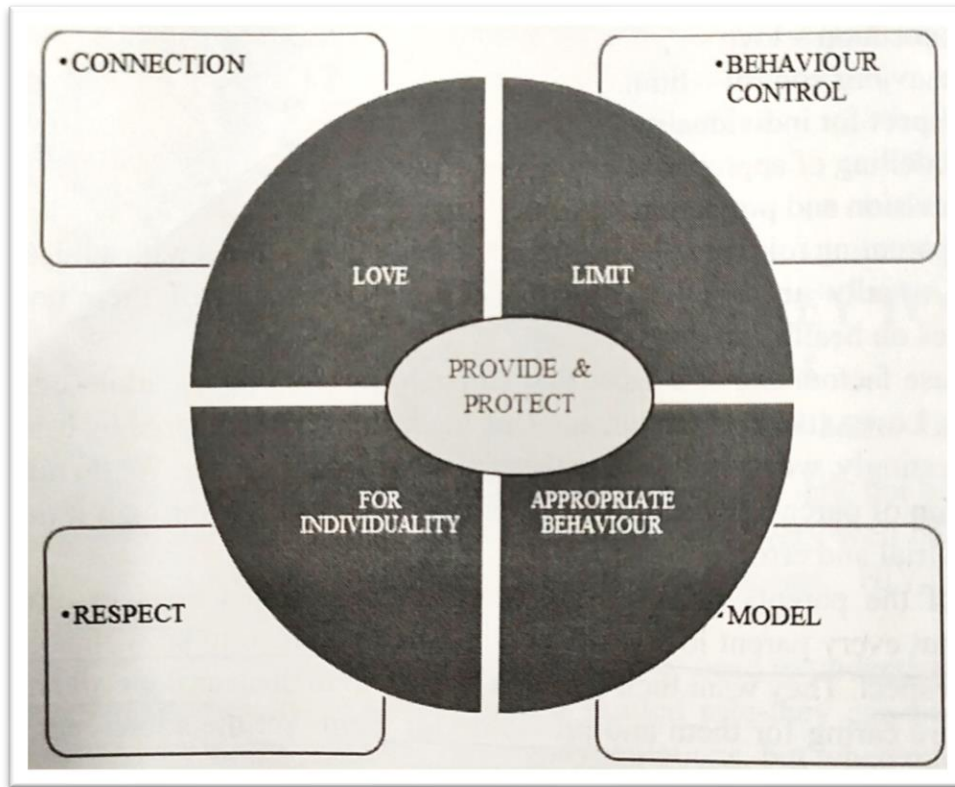 •CONNECTION
•BEHAVIOUR
CONTROL
LOVE
LIMIT
PROVIDE &
PROTECT
FOR
INDIVIDUALITY
APPROPRIATE
BEHAVIOUR
•RESPECT
•MODEL